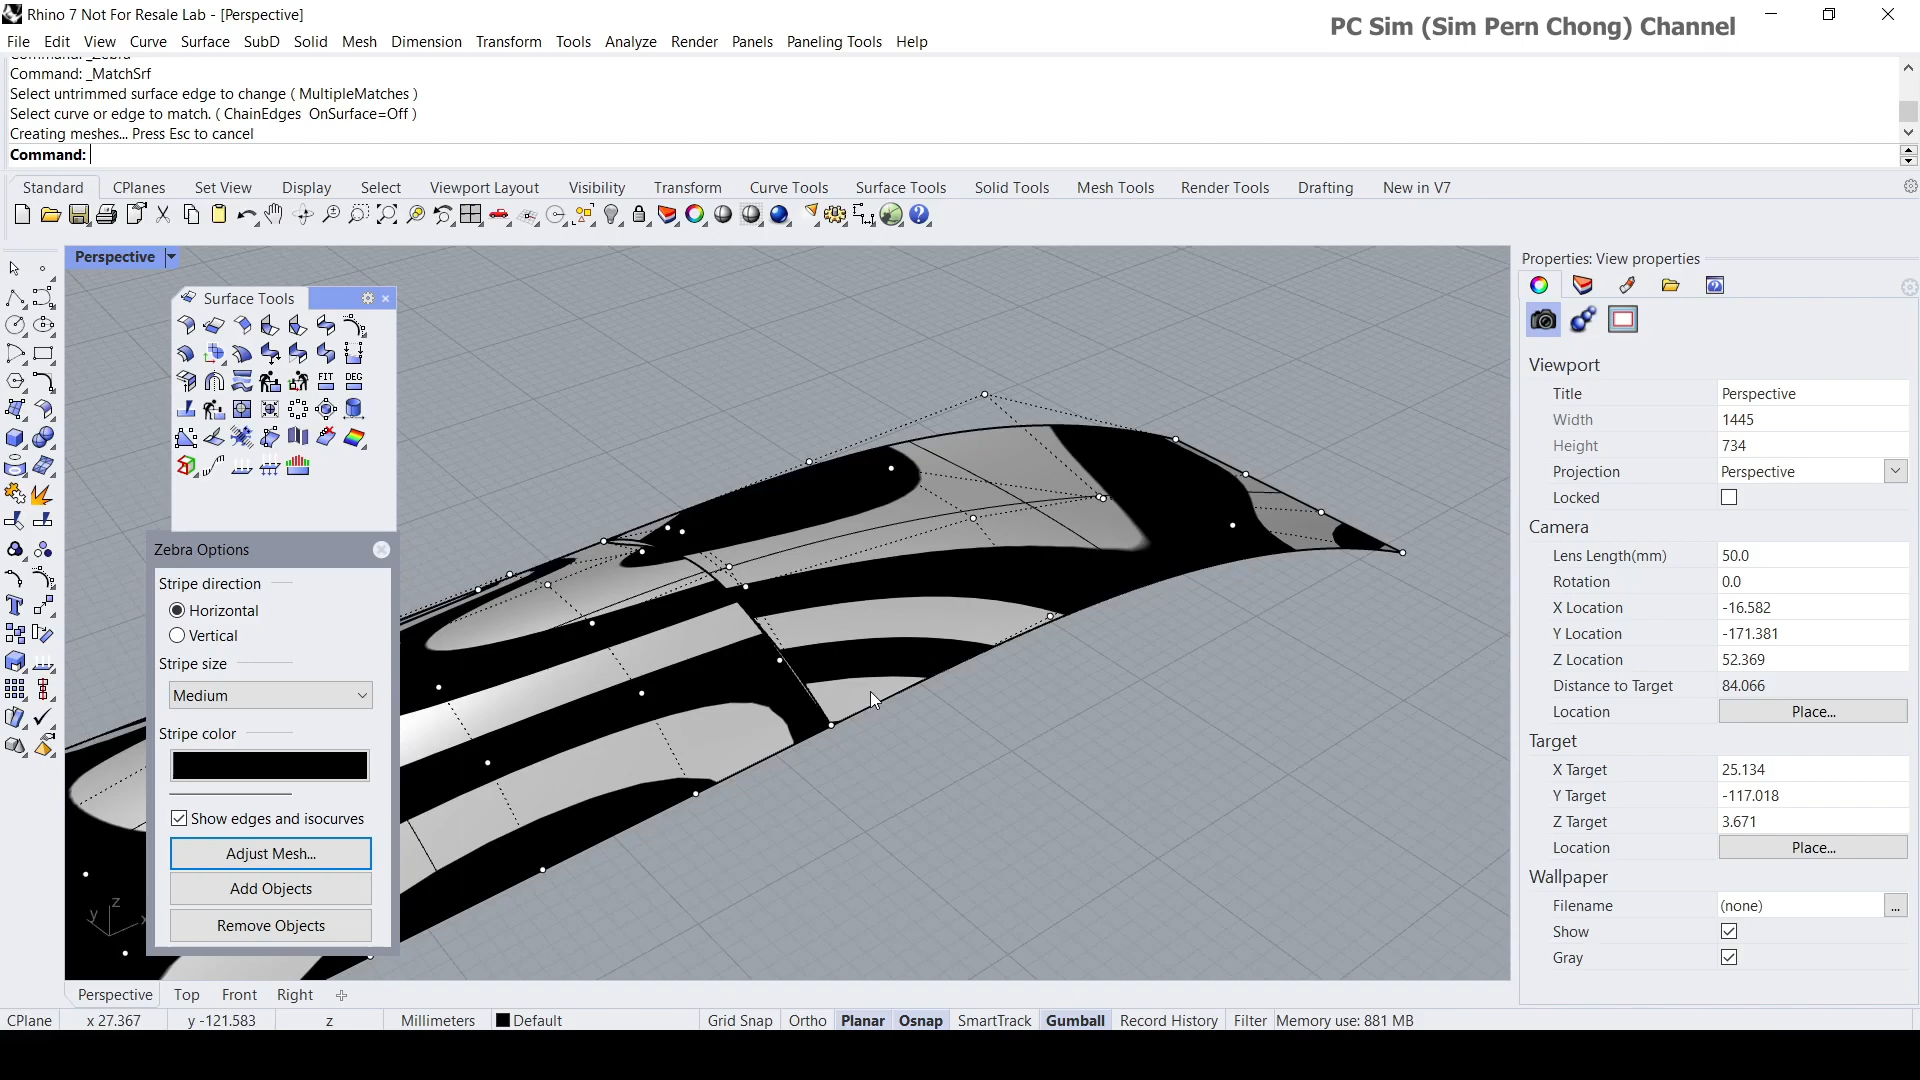 Rhino 7 Not For Resale Lab - [Perspective]
PC Sim (Sim Pern Chong) Channel
File Edit View Curve Surface SubD Solid Mesh Dimension Transform Tools Analyze Render Panels Paneling Tools Help
Command: _Zebra
Command: _MatchSrf
Select untrimmed surface edge to change ( MultipleMatches )
Select curve or edge to match. ( ChainEdges OnSurface=Off )
Creating meshes... Press Esc to cancel
Command:
Standard CPlanes Set View Display Select Viewport Layout Visibility Transform Curve Tools Surface Tools Solid Tools Mesh Tools Render Tools Drafting New in V7
Perspective
Surface Tools
FIT DEG
Zebra Options
Stripe direction
Horizontal
Vertical
Stripe size
Medium
Stripe color
Show edges and isocurves
Adjust Mesh...
Add Objects
Remove Objects
z
y x
Properties: View properties
Viewport
Title Perspective
Width 1445
Height 734
Projection Perspective
Locked
Camera
Lens Length(mm) 50.0
Rotation 0.0
X Location -16.582
Y Location -171.381
Z Location 52.369
Distance to Target 84.066
Location Place...
Target
X Target 25.134
Y Target -117.018
Z Target 3.671
Location Place...
Wallpaper
Filename (none) ...
Show
Gray
Perspective Top Front Right
CPlane x 27.367 y -121.583 z Millimeters Default Grid Snap Ortho Planar Osnap SmartTrack Gumball Record History Filter Memory use: 881 MB